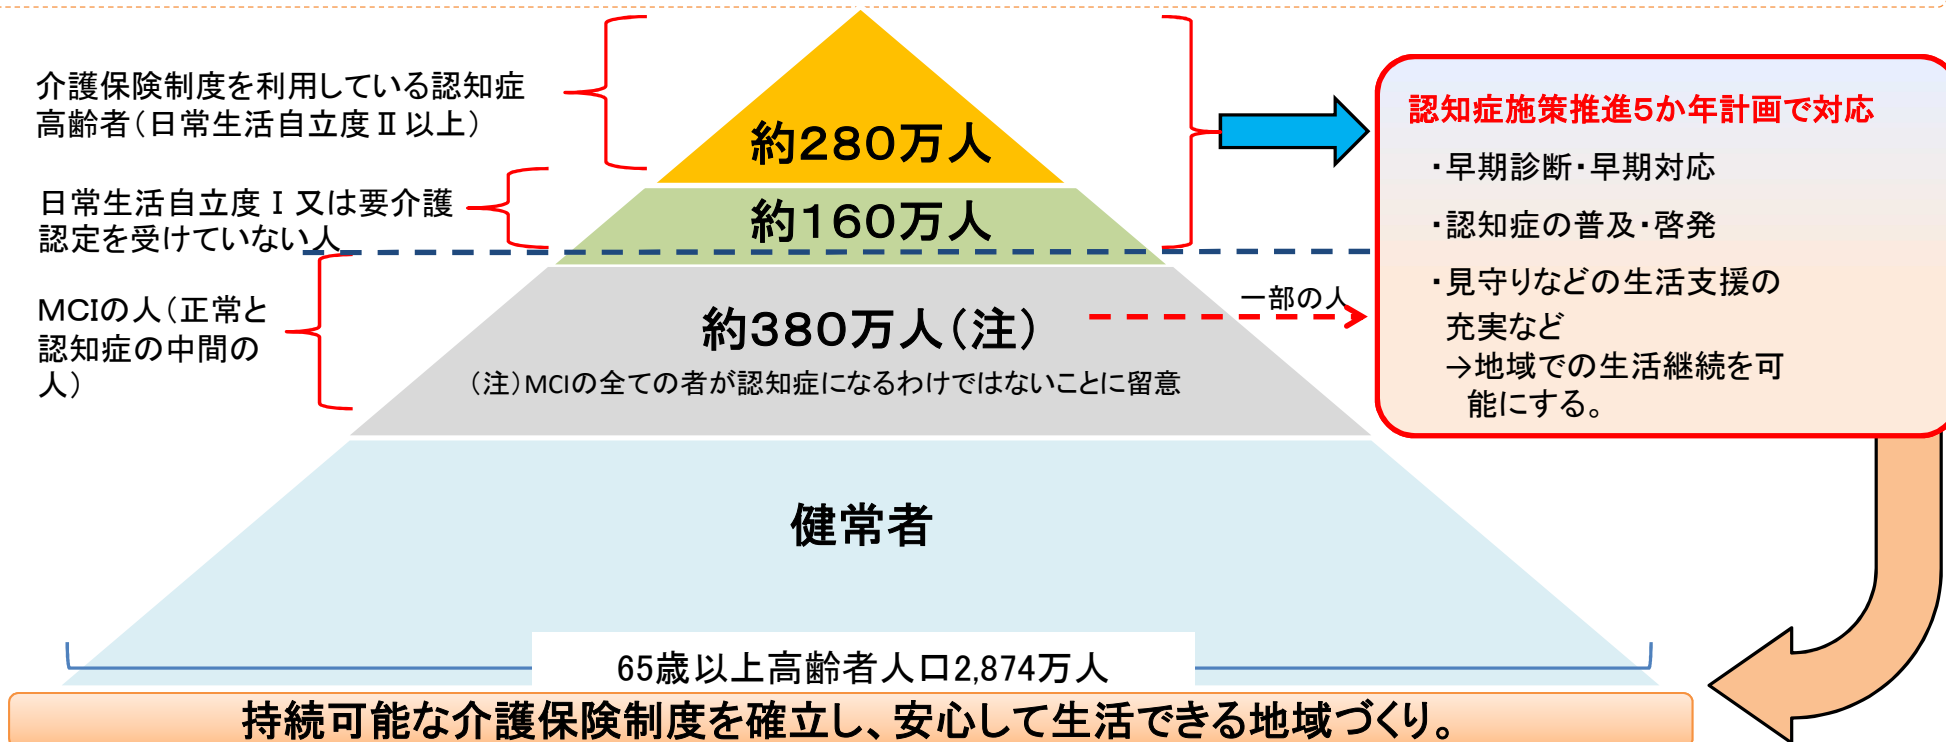 介護保険制度を利用している認知症
高齢者(日常生活自立度Ⅱ以上)
約280万人
日常生活自立度Ⅰ又は要介護
認定を受けていない人
約160万人
MCIの人(正常と
認知症の中間の
人)
約380万人(注)
(注)MCIの全ての者が認知症になるわけではないことに留意
一部の人
健常者
65歳以上高齢者人口2,874万人
認知症施策推進5か年計画で対応
・早期診断・早期対応
・認知症の普及・啓発
・見守りなどの生活支援の
充実など
→地域での生活継続を可
能にする。
持続可能な介護保険制度を確立し、安心して生活できる地域づくり。